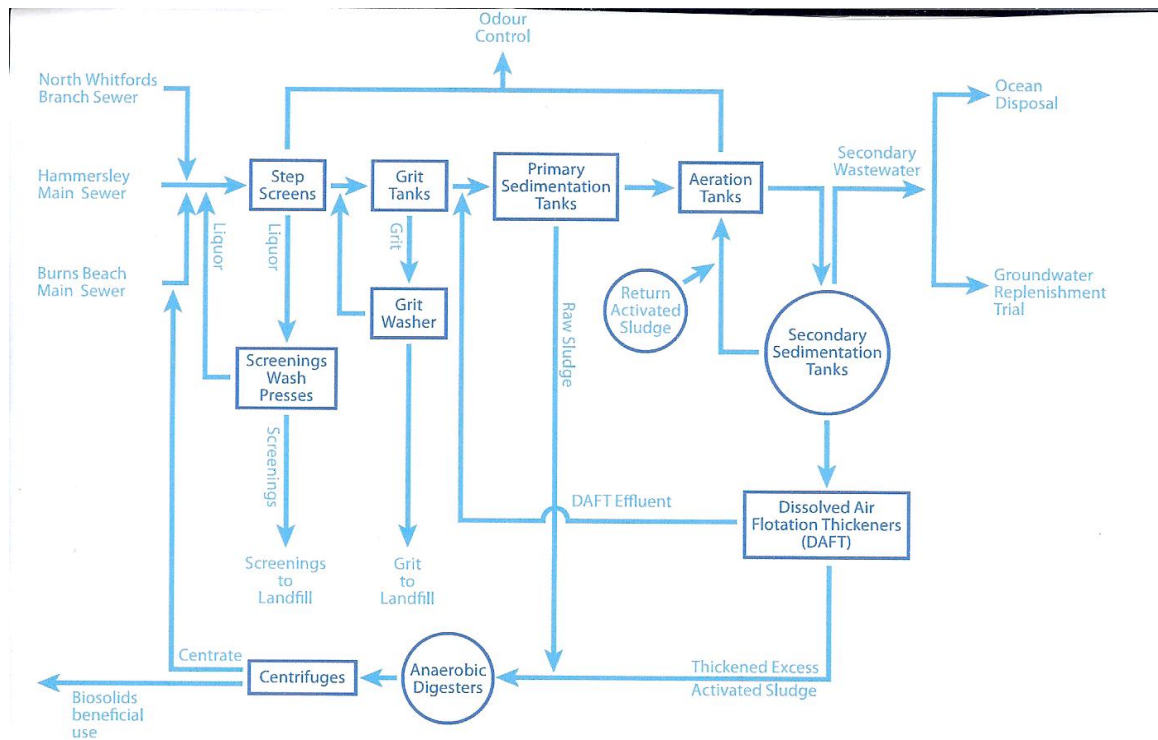 Odour
Control
North Whitfords
Branch Sewer
Ocean
Disposal
Hammersley
Main Sewer
Step
Screens
Grit
Tanks
Primary
Sedimentation
Tanks
Aeration
Tanks
Secondary
Wastewater
Liquor
Liquor
Grit
Burns Beach
Main Sewer
Grit
Washer
Return
Activated
Sludge
Groundwater
Replenishment
Trial
Raw Sludge
Secondary
Sedimentation
Tanks
Screenings
Wash
Presses
Screenings
DAFT Effluent
Dissolved Air
Flotation Thickeners
(DAFT)
Screenings
to
Landfill
Grit
to
Landfill
Centrate
Centrifuges
Anaerobic
Digesters
Thickened Excess
Activated Sludge
Biosolids
beneficial
use